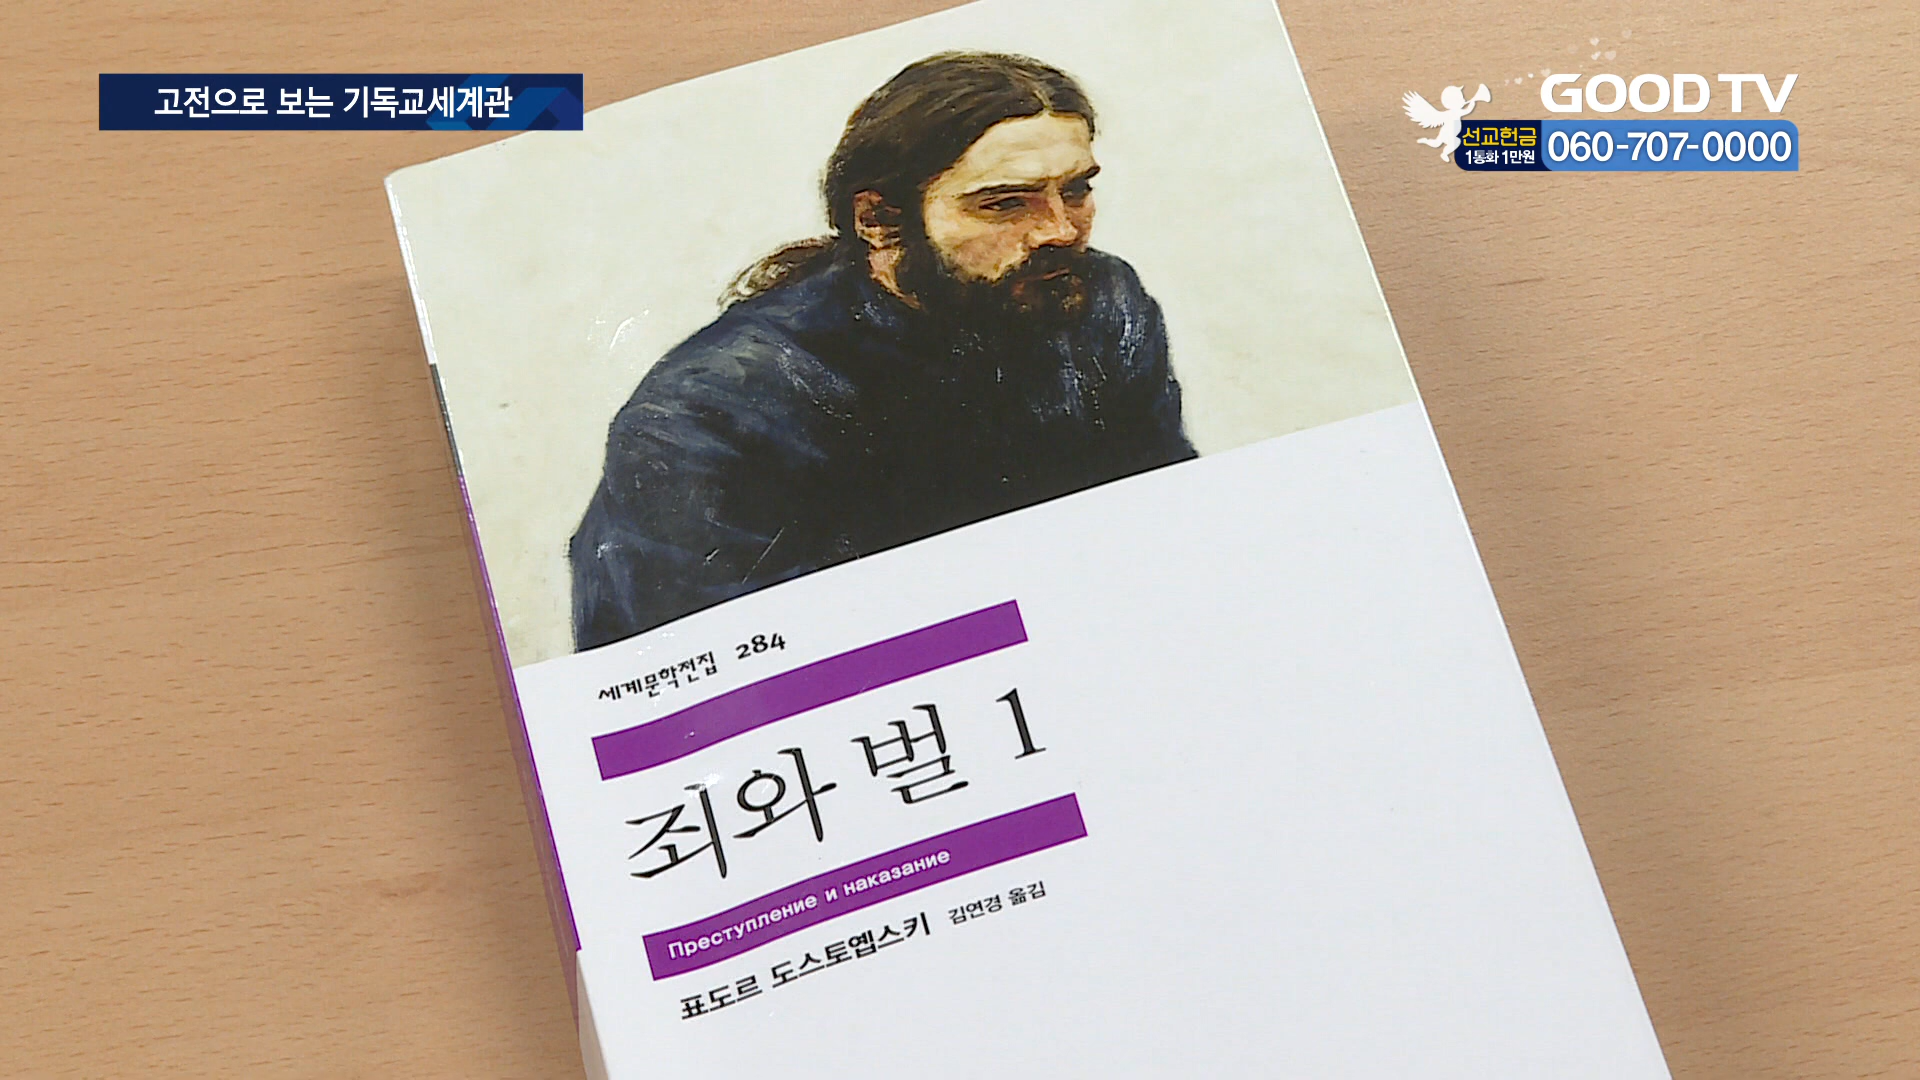 고전으로 보는 기독교세계관
GOOD TV
선교헌금
1통화 1만원
060-707-0000
세계문학전집 284
죄와 벌 1
Преступление и наказание
표도르 도스토옙스키 김연경 옮김